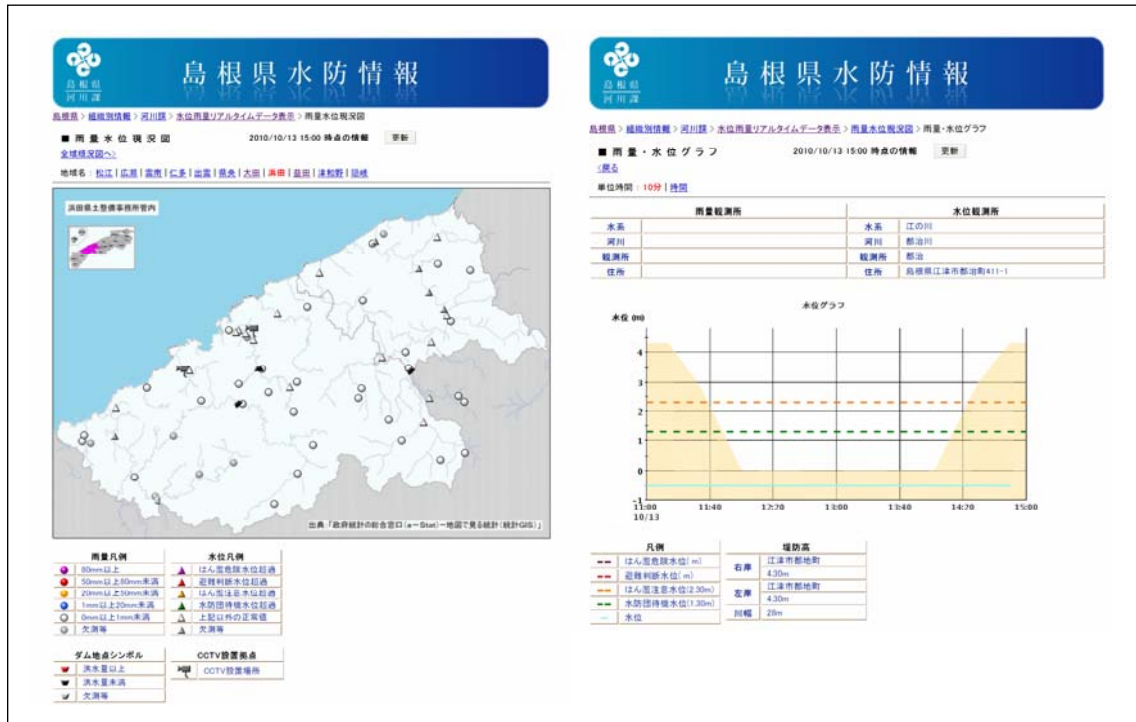 島根県
河川課
島根県水防情報
島根県 > 組織別情報 > 河川課 > 水位雨量リアルタイムデータ表示 > 雨量水位現況図
■ 雨量水位現況図
2010/10/13 15:00 時点の情報
更新
全域概況図へ>
地域名: 松江 | 広瀬 | 雲南 | 仁多 | 出雲 | 県央 | 大田 | 浜田 | 益田 | 津和野 | 隠岐
浜田県土整備事務所管内
出典「政府統計の総合窓口(e-Stat)-地図で見る統計(統計GIS)」
雨量凡例
80mm以上
50mm以上80mm未満
20mm以上50mm未満
1mm以上20mm未満
0mm以上1mm未満
欠測等
水位凡例
はん濫危険水位超過
避難判断水位超過
はん濫注意水位超過
水防団待機水位超過
上記以外の正常値
欠測等
ダム地点シンボル
洪水量以上
洪水量未満
欠測等
CCTV設置拠点
CCTV設置場所
島根県
河川課
島根県水防情報
島根県 > 組織別情報 > 河川課 > 水位雨量リアルタイムデータ表示 > 雨量水位現況図 > 雨量・水位グラフ
■ 雨量・水位グラフ
2010/10/13 15:00 時点の情報
更新
<戻る
単位時間: 10分 | 時間
雨量観測所
水系
河川
観測所
住所
水位観測所
水系 江の川
河川 都治川
観測所 都治
住所 島根県江津市都治町411-1
水位グラフ
水位 (m)
4
3
2
1
0
-1
11:00 11:40 12:20 13:00 13:40 14:20 15:00
10/13
凡例
はん濫危険水位( m)
避難判断水位( m)
はん濫注意水位(2.30m)
水防団待機水位(1.30m)
水位
堤防高
右岸 江津市都地町
4.30m
左岸 江津市都地町
4.30m
川幅 28m